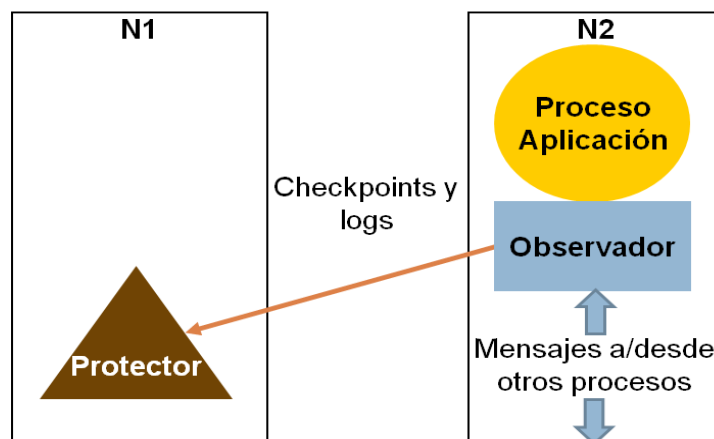 N1
N2
Proceso
Aplicación
Checkpoints y
logs
Observador
Protector
Mensajes a/desde
otros procesos